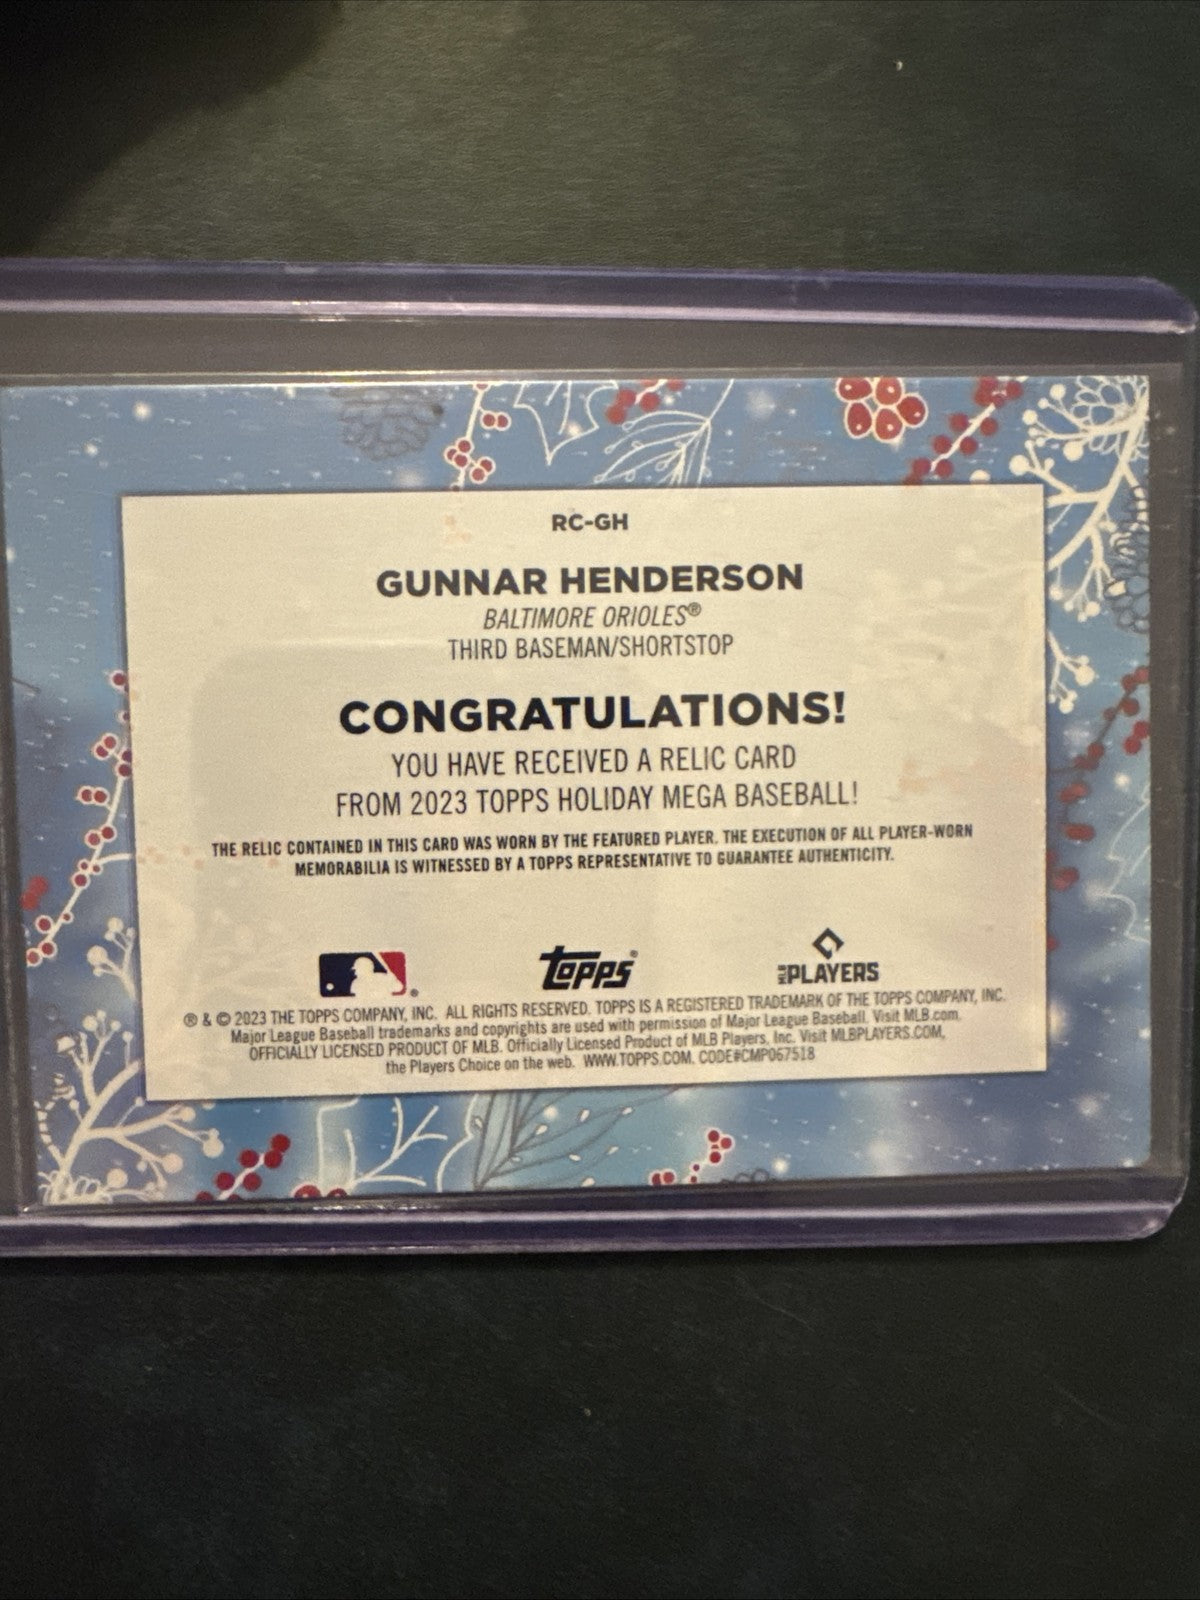 RC-GH
GUNNAR HENDERSON
BALTIMORE ORIOLES®
THIRD BASEMAN/SHORTSTOP
CONGRATULATIONS!
YOU HAVE RECEIVED A RELIC CARD
FROM 2023 TOPPS HOLIDAY MEGA BASEBALL!
THE RELIC CONTAINED IN THIS CARD WAS WORN BY THE FEATURED PLAYER. THE EXECUTION OF ALL PLAYER-WORN
MEMORABILIA IS WITNESSED BY A TOPPS REPRESENTATIVE TO GUARANTEE AUTHENTICITY.
® Topps® MLB PLAYERS
® & © 2023 THE TOPPS COMPANY, INC. ALL RIGHTS RESERVED. TOPPS IS A REGISTERED TRADEMARK OF THE TOPPS COMPANY, INC.
Major League Baseball trademarks and copyrights are used with permission of Major League Baseball. Visit MLB.com.
OFFICIALLY LICENSED PRODUCT OF MLB. Officially Licensed Product of MLB Players, Inc. Visit MLBPLAYERS.COM,
the Players Choice on the web. WWW.TOPPS.COM. CODE#CMP067518